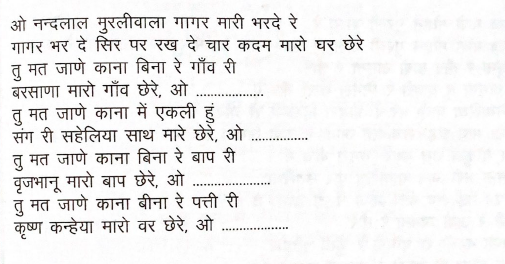 ओ नन्दलाल मुरलीवाला गागर मारी भरदे रे
गागर भर दे सिर पर रख दे चार कदम मारो घर छेरे
तु मत जाणे काना बिना रे गाँव री
बरसाणा मारो गाँव छेरे, ओ ...................
तु मत जाणे काना में एकली हुं
संग री सहेलिया साथ मारे छेरे, ओ ...............
तु मत जाणे काना बिना रे बाप री
वृजभानू मारो बाप छेरे, ओ .....................
तु मत जाणे काना बीना रे पत्ती री
कृष्ण कन्हेया मारो वर छेरे, ओ ..................